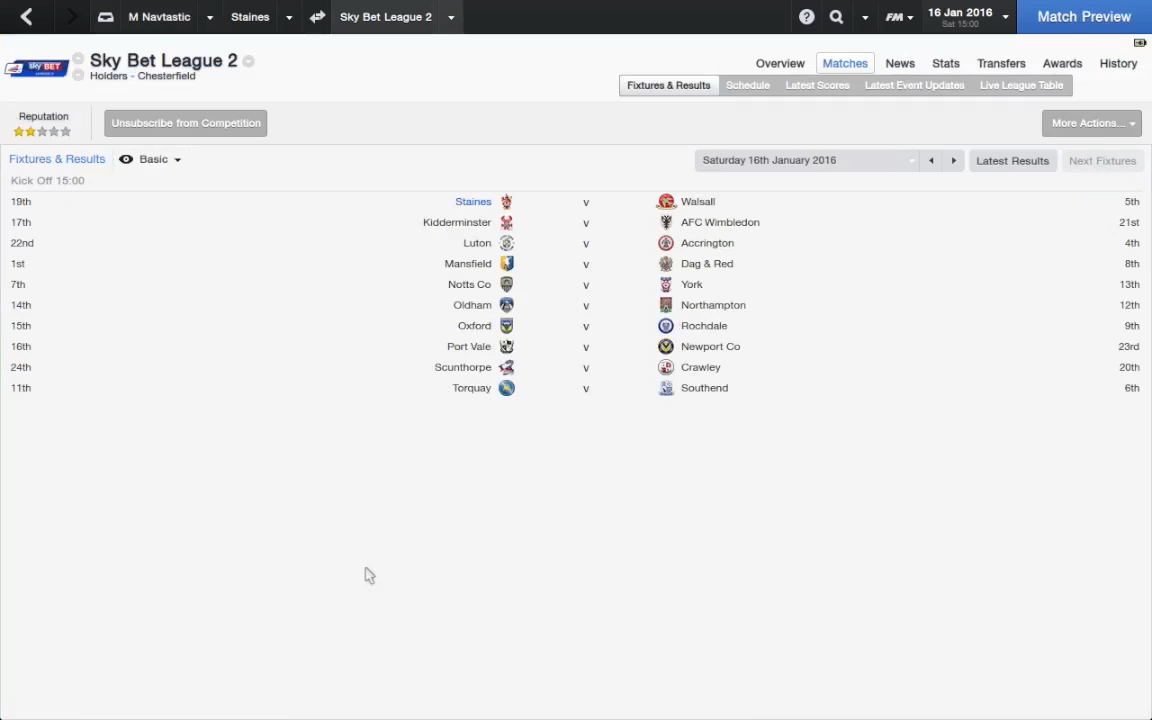 M Navtastic Staines Sky Bet League 2 FM 16 Jan 2016 Sat 15:00 Match Preview
Sky Bet League 2
Holders - Chesterfield
Overview Matches News Stats Transfers Awards History
Fixtures & Results Schedule Latest Scores Latest Event Updates Live League Table
Reputation
Unsubscribe from Competition More Actions...
Fixtures & Results Basic Saturday 16th January 2016 Latest Results Next Fixtures
Kick Off 15:00
19th Staines v Walsall 5th
17th Kidderminster v AFC Wimbledon 21st
22nd Luton v Accrington 4th
1st Mansfield v Dag & Red 8th
7th Notts Co v York 13th
14th Oldham v Northampton 12th
15th Oxford v Rochdale 9th
16th Port Vale v Newport Co 23rd
24th Scunthorpe v Crawley 20th
11th Torquay v Southend 6th